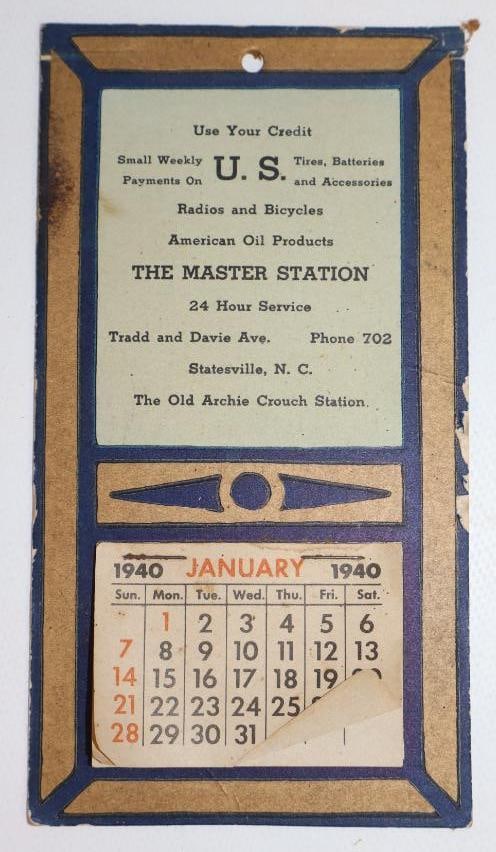 Use Your Credit
Small Weekly Payments On U. S. Tires, Batteries and Accessories
Radios and Bicycles
American Oil Products
THE MASTER STATION
24 Hour Service
Tradd and Davie Ave. Phone 702
Statesville, N. C.
The Old Archie Crouch Station.
1940 JANUARY 1940
Sun. Mon. Tue. Wed. Thu. Fri. Sat.
1 2 3 4 5 6
7 8 9 10 11 12 13
14 15 16 17 18 19
21 22 23 24 25
28 29 30 31